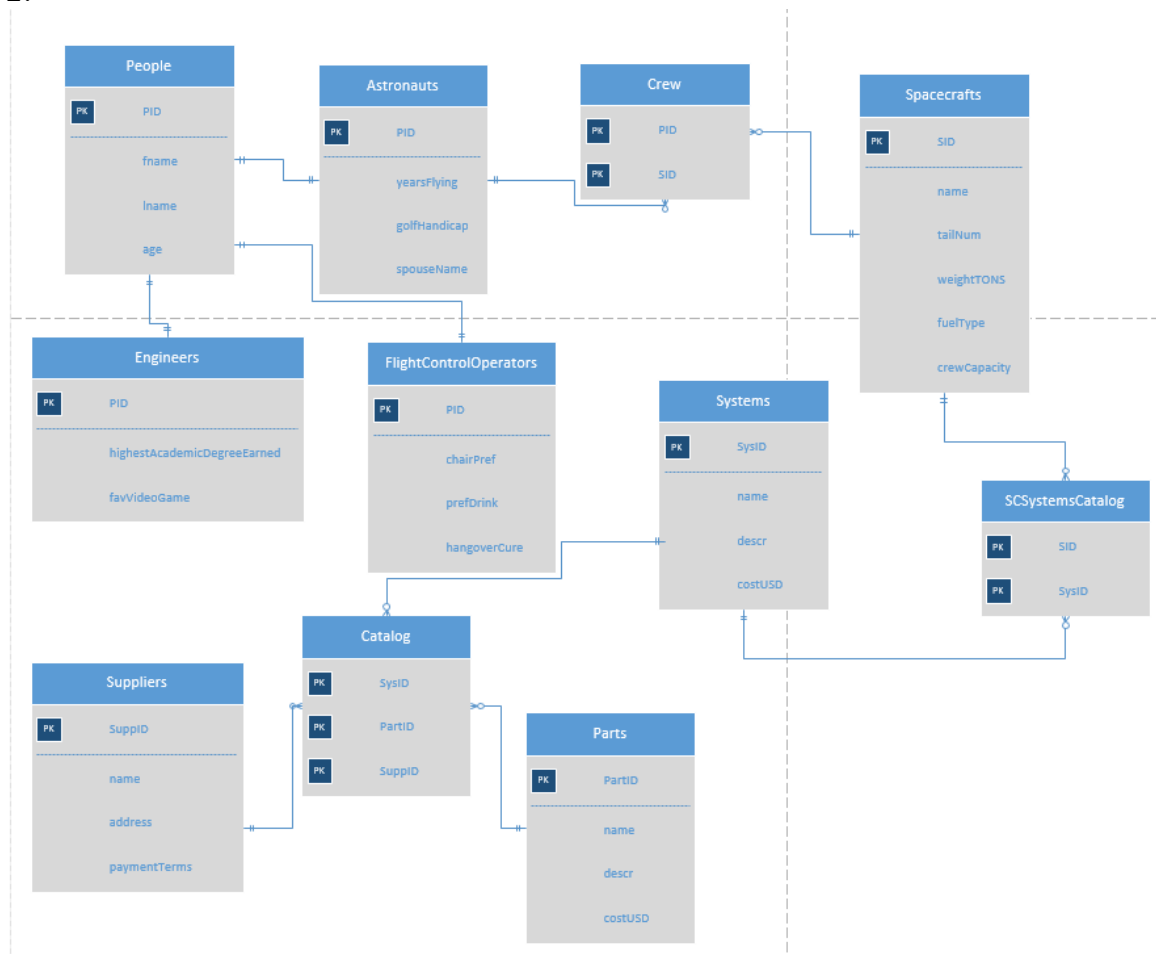 People
PK PID
fname
lname
age
Astronauts
PK PID
yearsFlying
golfHandicap
spouseName
Crew
PK PID
PK SID
Spacecrafts
PK SID
name
tailNum
weightTONS
fuelType
crewCapacity
Engineers
PK PID
highestAcademicDegreeEarned
favVideoGame
FlightControlOperators
PK PID
chairPref
prefDrink
hangoverCure
Systems
PK SysID
name
descr
costUSD
SCSystemsCatalog
PK SID
PK SysID
Catalog
PK SysID
PK PartID
PK SuppID
Suppliers
PK SuppID
name
address
paymentTerms
Parts
PK PartID
name
descr
costUSD